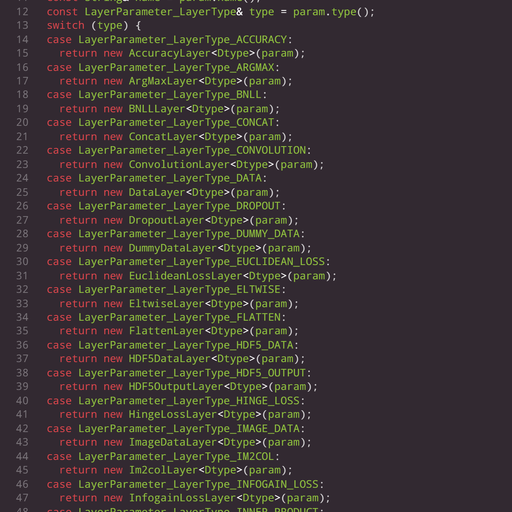 12 const LayerParameter_LayerType& type = param.type();
13 switch (type) {
14 case LayerParameter_LayerType_ACCURACY:
15 return new AccuracyLayer<Dtype>(param);
16 case LayerParameter_LayerType_ARGMAX:
17 return new ArgMaxLayer<Dtype>(param);
18 case LayerParameter_LayerType_BNLL:
19 return new BNLLLayer<Dtype>(param);
20 case LayerParameter_LayerType_CONCAT:
21 return new ConcatLayer<Dtype>(param);
22 case LayerParameter_LayerType_CONVOLUTION:
23 return new ConvolutionLayer<Dtype>(param);
24 case LayerParameter_LayerType_DATA:
25 return new DataLayer<Dtype>(param);
26 case LayerParameter_LayerType_DROPOUT:
27 return new DropoutLayer<Dtype>(param);
28 case LayerParameter_LayerType_DUMMY_DATA:
29 return new DummyDataLayer<Dtype>(param);
30 case LayerParameter_LayerType_EUCLIDEAN_LOSS:
31 return new EuclideanLossLayer<Dtype>(param);
32 case LayerParameter_LayerType_ELTWISE:
33 return new EltwiseLayer<Dtype>(param);
34 case LayerParameter_LayerType_FLATTEN:
35 return new FlattenLayer<Dtype>(param);
36 case LayerParameter_LayerType_HDF5_DATA:
37 return new HDF5DataLayer<Dtype>(param);
38 case LayerParameter_LayerType_HDF5_OUTPUT:
39 return new HDF5OutputLayer<Dtype>(param);
40 case LayerParameter_LayerType_HINGE_LOSS:
41 return new HingeLossLayer<Dtype>(param);
42 case LayerParameter_LayerType_IMAGE_DATA:
43 return new ImageDataLayer<Dtype>(param);
44 case LayerParameter_LayerType_IM2COL:
45 return new Im2colLayer<Dtype>(param);
46 case LayerParameter_LayerType_INFOGAIN_LOSS:
47 return new InfogainLossLayer<Dtype>(param);
48 case LayerParameter_LayerType_INNER_PRODUCT: